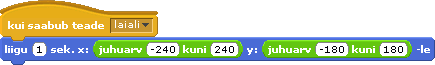 kui saabub teade laiali
liigu 1 sek. x: juhuarv -240 kuni 240 y: juhuarv -180 kuni 180 -le